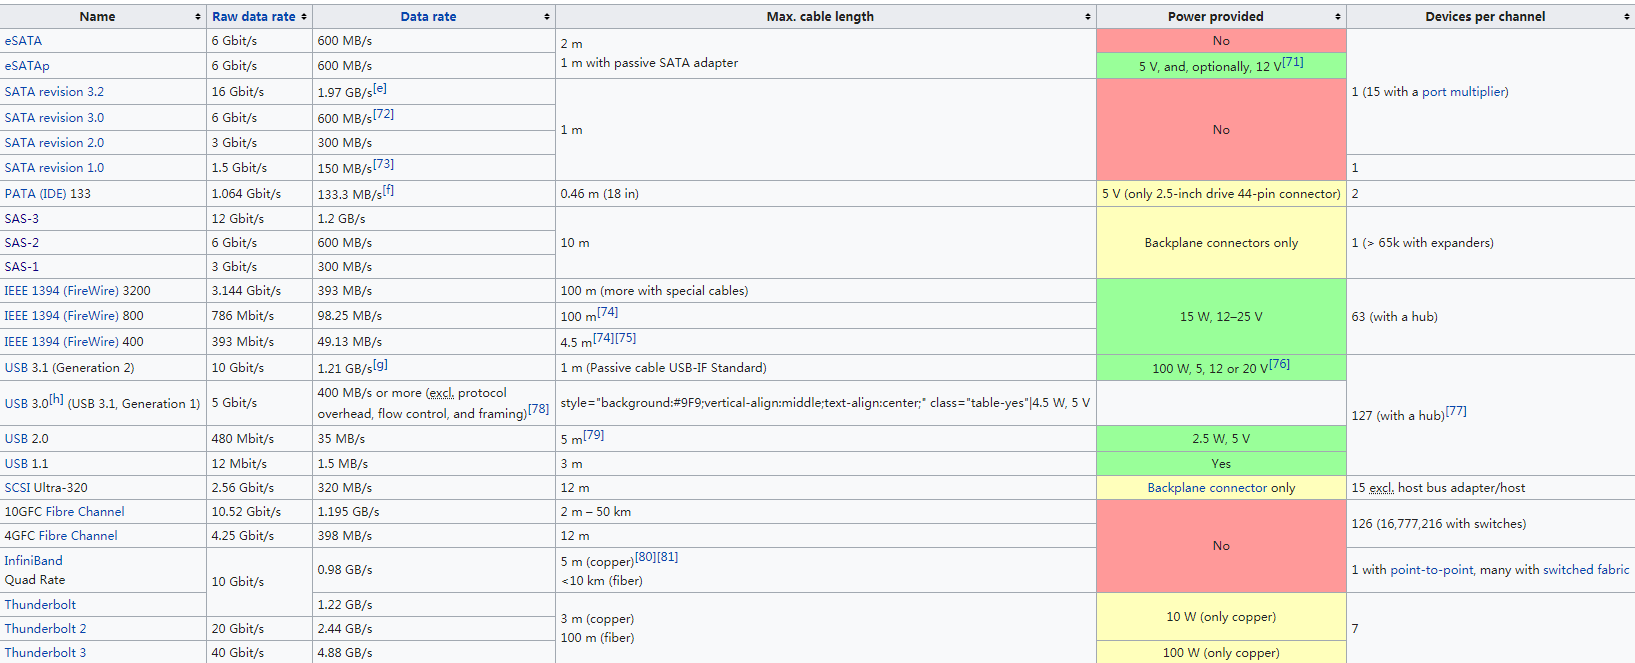 Name Raw data rate Data rate Max. cable length Power provided Devices per channel
eSATA 6 Gbit/s 600 MB/s 2 m No
eSATAp 6 Gbit/s 600 MB/s 1 m with passive SATA adapter 5 V, and, optionally, 12 V[71]
SATA revision 3.2 16 Gbit/s 1.97 GB/s[e] 1 (15 with a port multiplier)
SATA revision 3.0 6 Gbit/s 600 MB/s[72]
1 m No
SATA revision 2.0 3 Gbit/s 300 MB/s
SATA revision 1.0 1.5 Gbit/s 150 MB/s[73] 1
PATA (IDE) 133 1.064 Gbit/s 133.3 MB/s[f] 0.46 m (18 in) 5 V (only 2.5-inch drive 44-pin connector) 2
SAS-3 12 Gbit/s 1.2 GB/s
SAS-2 6 Gbit/s 600 MB/s 10 m Backplane connectors only 1 (> 65k with expanders)
SAS-1 3 Gbit/s 300 MB/s
IEEE 1394 (FireWire) 3200 3.144 Gbit/s 393 MB/s 100 m (more with special cables)
IEEE 1394 (FireWire) 800 786 Mbit/s 98.25 MB/s 100 m[74] 15 W, 12–25 V 63 (with a hub)
IEEE 1394 (FireWire) 400 393 Mbit/s 49.13 MB/s 4.5 m[74][75]
USB 3.1 (Generation 2) 10 Gbit/s 1.21 GB/s[g] 1 m (Passive cable USB-IF Standard) 100 W, 5, 12 or 20 V[76]
400 MB/s or more (excl. protocol
USB 3.0[h] (USB 3.1, Generation 1) 5 Gbit/s style="background:#9F9;vertical-align:middle;text-align:center;" class="table-yes"|4.5 W, 5 V
overhead, flow control, and framing)[78] 127 (with a hub)[77]
USB 2.0 480 Mbit/s 35 MB/s 5 m[79] 2.5 W, 5 V
USB 1.1 12 Mbit/s 1.5 MB/s 3 m Yes
SCSI Ultra-320 2.56 Gbit/s 320 MB/s 12 m Backplane connector only 15 excl. host bus adapter/host
10GFC Fibre Channel 10.52 Gbit/s 1.195 GB/s 2 m – 50 km
126 (16,777,216 with switches)
4GFC Fibre Channel 4.25 Gbit/s 398 MB/s 12 m
No
InfiniBand 5 m (copper)[80][81]
0.98 GB/s 1 with point-to-point, many with switched fabric
Quad Rate 10 Gbit/s <10 km (fiber)
Thunderbolt 1.22 GB/s
3 m (copper) 10 W (only copper)
Thunderbolt 2 20 Gbit/s 2.44 GB/s 7
100 m (fiber)
Thunderbolt 3 40 Gbit/s 4.88 GB/s 100 W (only copper)